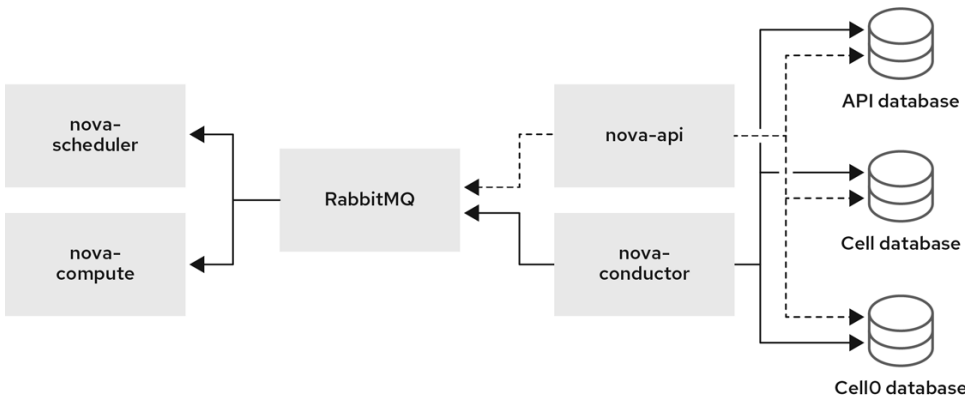 nova-
scheduler
nova-
compute
RabbitMQ
nova-api
nova-
conductor
API database
Cell database
Cell0 database